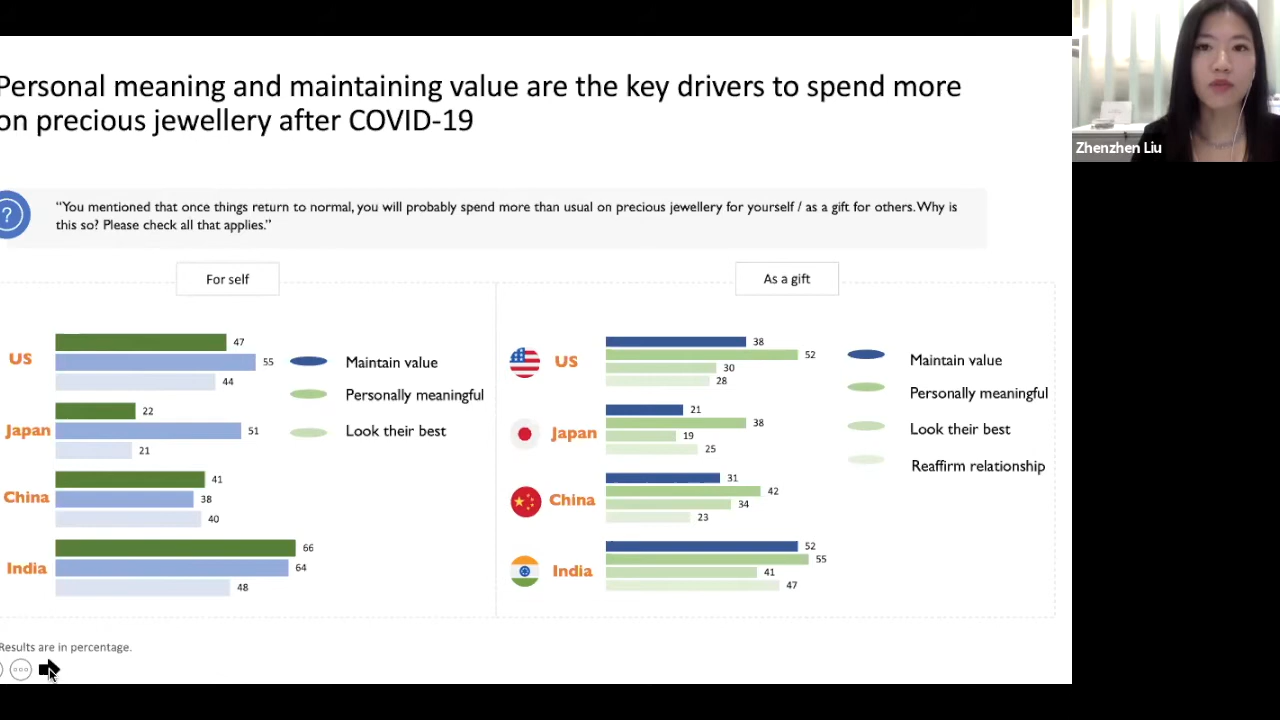 Personal meaning and maintaining value are the key drivers to spend more
on precious jewellery after COVID-19
Zhenzhen Liu
?
“You mentioned that once things return to normal, you will probably spend more than usual on precious jewellery for yourself / as a gift for others. Why is
this so? Please check all that applies.”
For self
US
47
55
44
Japan
22
51
21
China
41
38
40
India
66
64
48
Maintain value
Personally meaningful
Look their best
As a gift
US
38
52
30
28
Japan
21
38
19
25
China
31
42
34
23
India
52
55
41
47
Maintain value
Personally meaningful
Look their best
Reaffirm relationship
Results are in percentage.